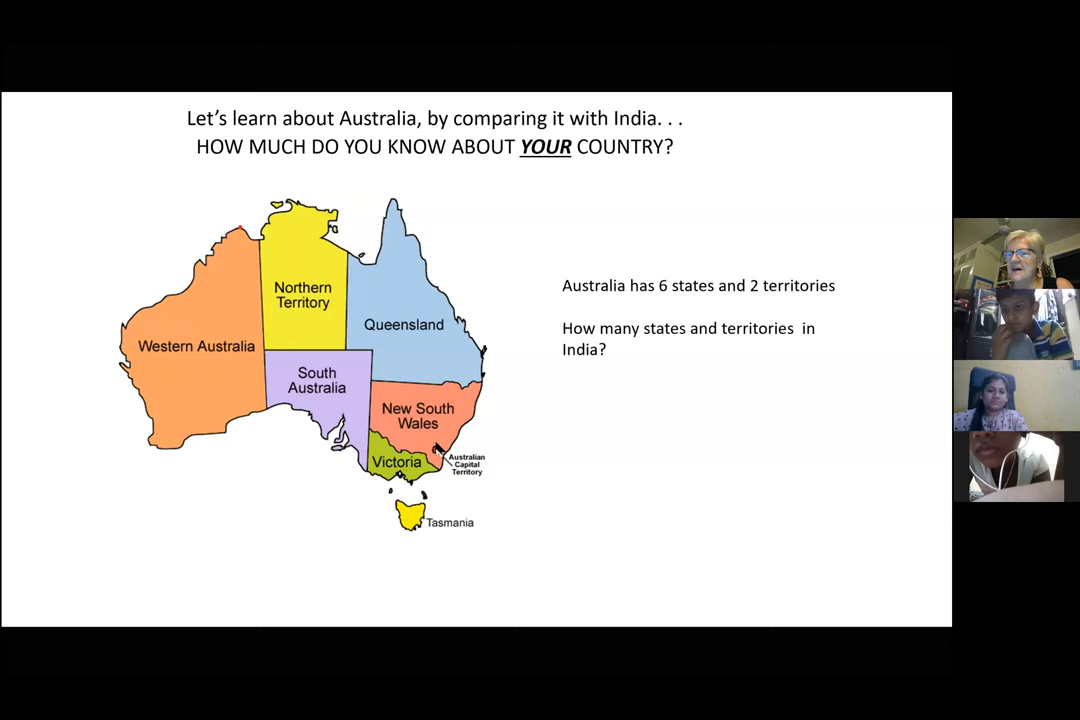 Let's learn about Australia, by comparing it with India. . .
HOW MUCH DO YOU KNOW ABOUT YOUR COUNTRY?
Northern
Territory
Queensland
Western Australia
South
Australia
New South
Wales
Victoria
Australian
Capital
Territory
Tasmania
Australia has 6 states and 2 territories
How many states and territories in
India?